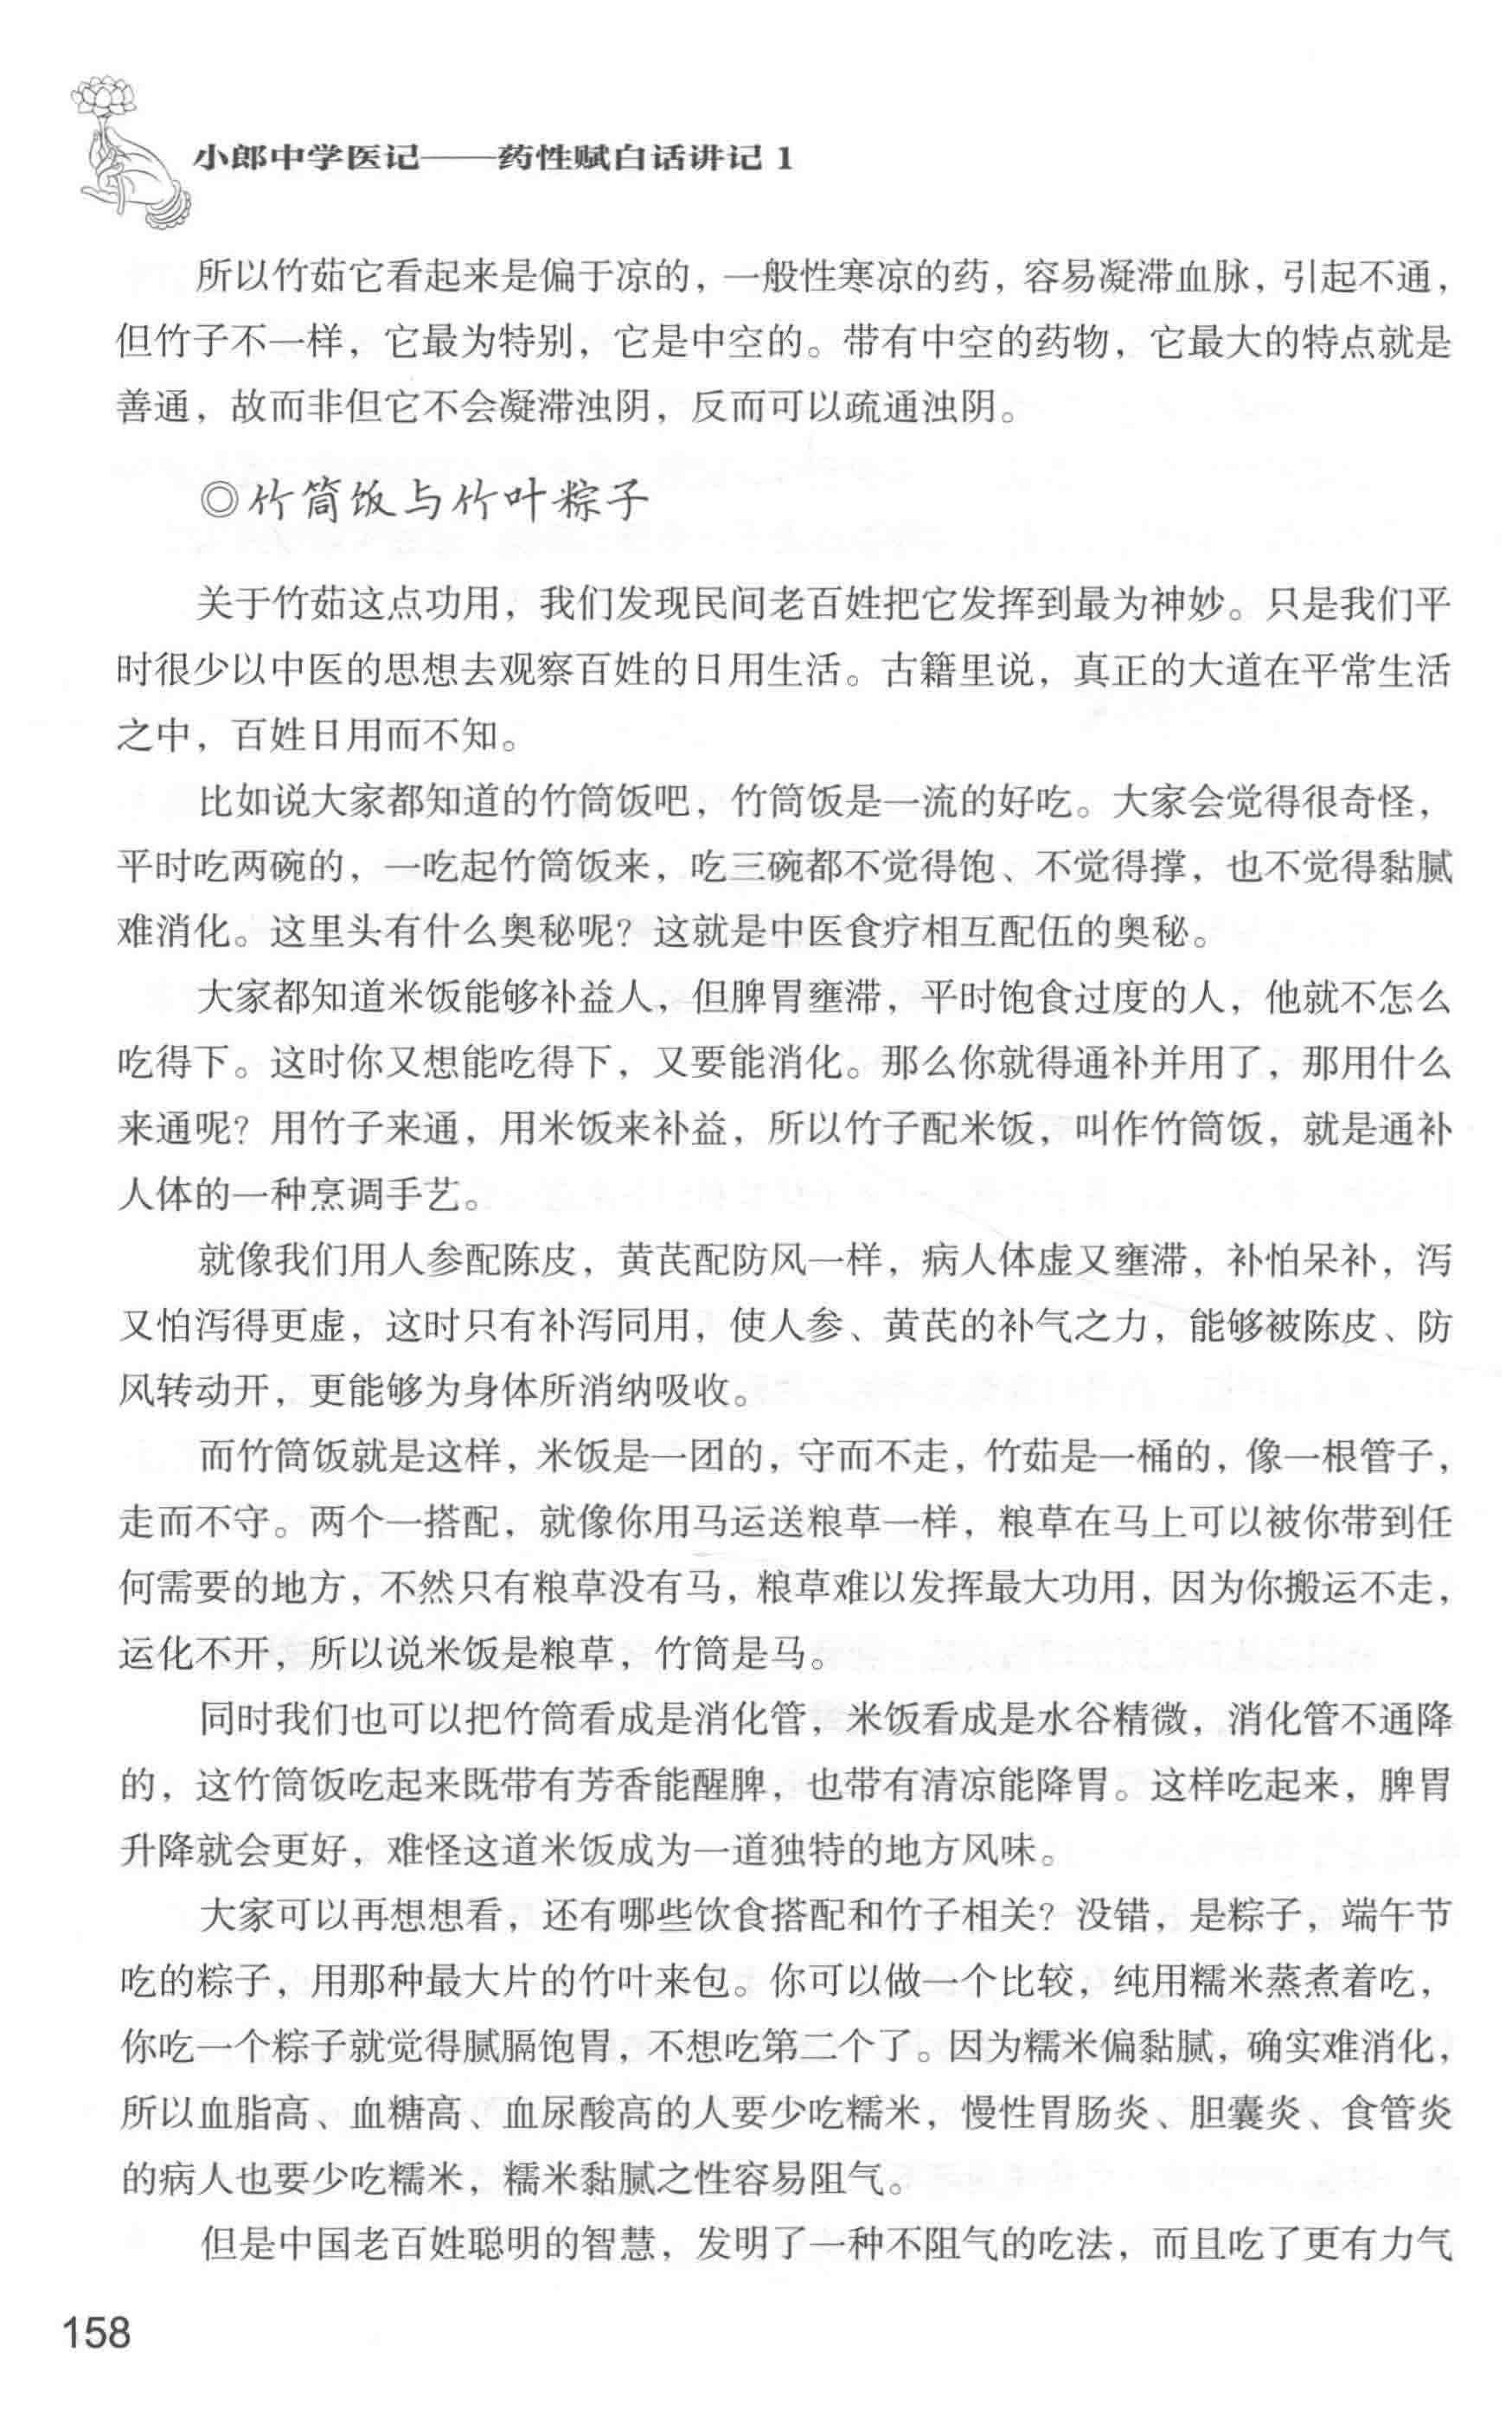 小郎中学医记——药性赋白话讲记 1
所以竹茹它看起来是偏于凉的，一般性寒凉的药，容易凝滞血脉，引起不通，
但竹子不一样，它最为特别，它是中空的。带有中空的药物，它最大的特点就是
善通，故而非但它不会凝滞浊阴，反而可以疏通浊阴。
◎竹筒饭与竹叶粽子
关于竹茹这点功用，我们发现民间老百姓把它发挥到最为神妙。只是我们平
时很少以中医的思想去观察百姓的日用生活。古籍里说，真正的大道在平常生活
之中，百姓日用而不知。
比如说大家都知道的竹筒饭吧，竹筒饭是一流的好吃。大家会觉得很奇怪，
平时吃两碗的，一吃起竹筒饭来，吃三碗都不觉得饱、不觉得撑，也不觉得黏腻
难消化。这里头有什么奥秘呢？这就是中医食疗相互配伍的奥秘。
大家都知道米饭能够补益人，但脾胃壅滞，平时饱食过度的人，他就不怎么
吃得下。这时你又想能吃得下，又要能消化。那么你就得通补并用了，那用什么
来通呢？用竹子来通，用米饭来补益，所以竹子配米饭，叫作竹筒饭，就是通补
人体的一种烹调手艺。
就像我们用人参配陈皮，黄芪配防风一样，病人体虚又壅滞，补怕呆补，泻
又怕泻得更虚，这时只有补泻同用，使人参、黄芪的补气之力，能够被陈皮、防
风转动开，更能够为身体所消纳吸收。
而竹筒饭就是这样，米饭是一团的，守而不走，竹茹是一桶的，像一根管子，
走而不守。两个一搭配，就像你用马运送粮草一样，粮草在马上可以被你带到任
何需要的地方，不然只有粮草没有马，粮草难以发挥最大功用，因为你搬运不走，
运化不开，所以说米饭是粮草，竹筒是马。
同时我们也可以把竹筒看成是消化管，米饭看成是水谷精微，消化管不通降
的，这竹筒饭吃起来既带有芳香能醒脾，也带有清凉能降胃。这样吃起来，脾胃
升降就会更好，难怪这道米饭成为一道独特的地方风味。
大家可以再想想看，还有哪些饮食搭配和竹子相关？没错，是粽子，端午节
吃的粽子，用那种最大片的竹叶来包。你可以做一个比较，纯用糯米蒸煮着吃，
你吃一个粽子就觉得腻膈饱胃，不想吃第二个了。因为糯米偏黏腻，确实难消化，
所以血脂高、血糖高、血尿酸高的人要少吃糯米，慢性胃肠炎、胆囊炎、食管炎
的病人也要少吃糯米，糯米黏腻之性容易阻气。
但是中国老百姓聪明的智慧，发明了一种不阻气的吃法，而且吃了更有力气
158